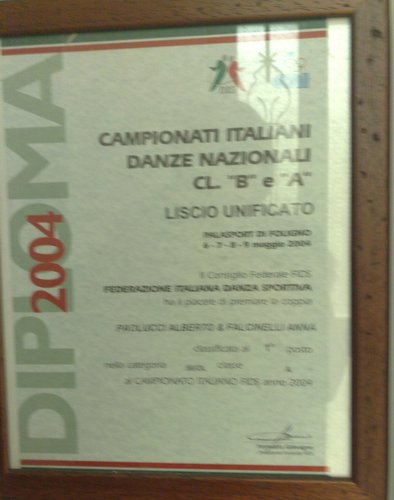 DIPLOMA
2004
CAMPIONATI ITALIANI
DANZE NAZIONALI
CL. "B" e "A"
LISCIO UNIFICATO
PALASPORT DI FOLIGNO
6 - 7 - 8 - 9 maggio 2004
Il Consiglio Federale FIDS
FEDERAZIONE ITALIANA DANZA SPORTIVA
ha il piacere di premiare la coppia
PAOLUCCI ALBERTO & FALCINELLI ANNA
classificata al 1° posto
nella categoria classe A
al CAMPIONATO ITALIANO FIDS anno 2004